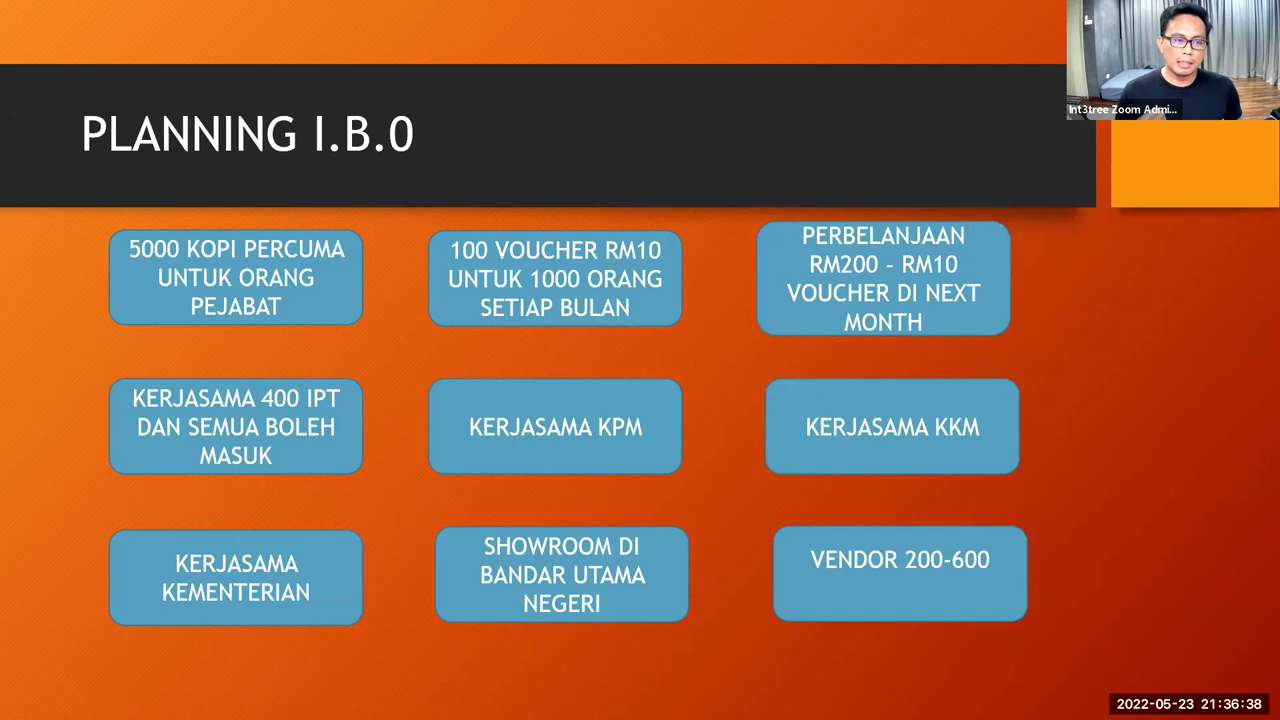 PLANNING I.B.0
Int3tree Zoom Admi...
5000 KOPI PERCUMA
UNTUK ORANG
PEJABAT
100 VOUCHER RM10
UNTUK 1000 ORANG
SETIAP BULAN
PERBELANJAAN
RM200 – RM10
VOUCHER DI NEXT
MONTH
KERJASAMA 400 IPT
DAN SEMUA BOLEH
MASUK
KERJASAMA KPM
KERJASAMA KKM
KERJASAMA
KEMENTERIAN
SHOWROOM DI
BANDAR UTAMA
NEGERI
VENDOR 200-600
2022-05-23 21:36:38